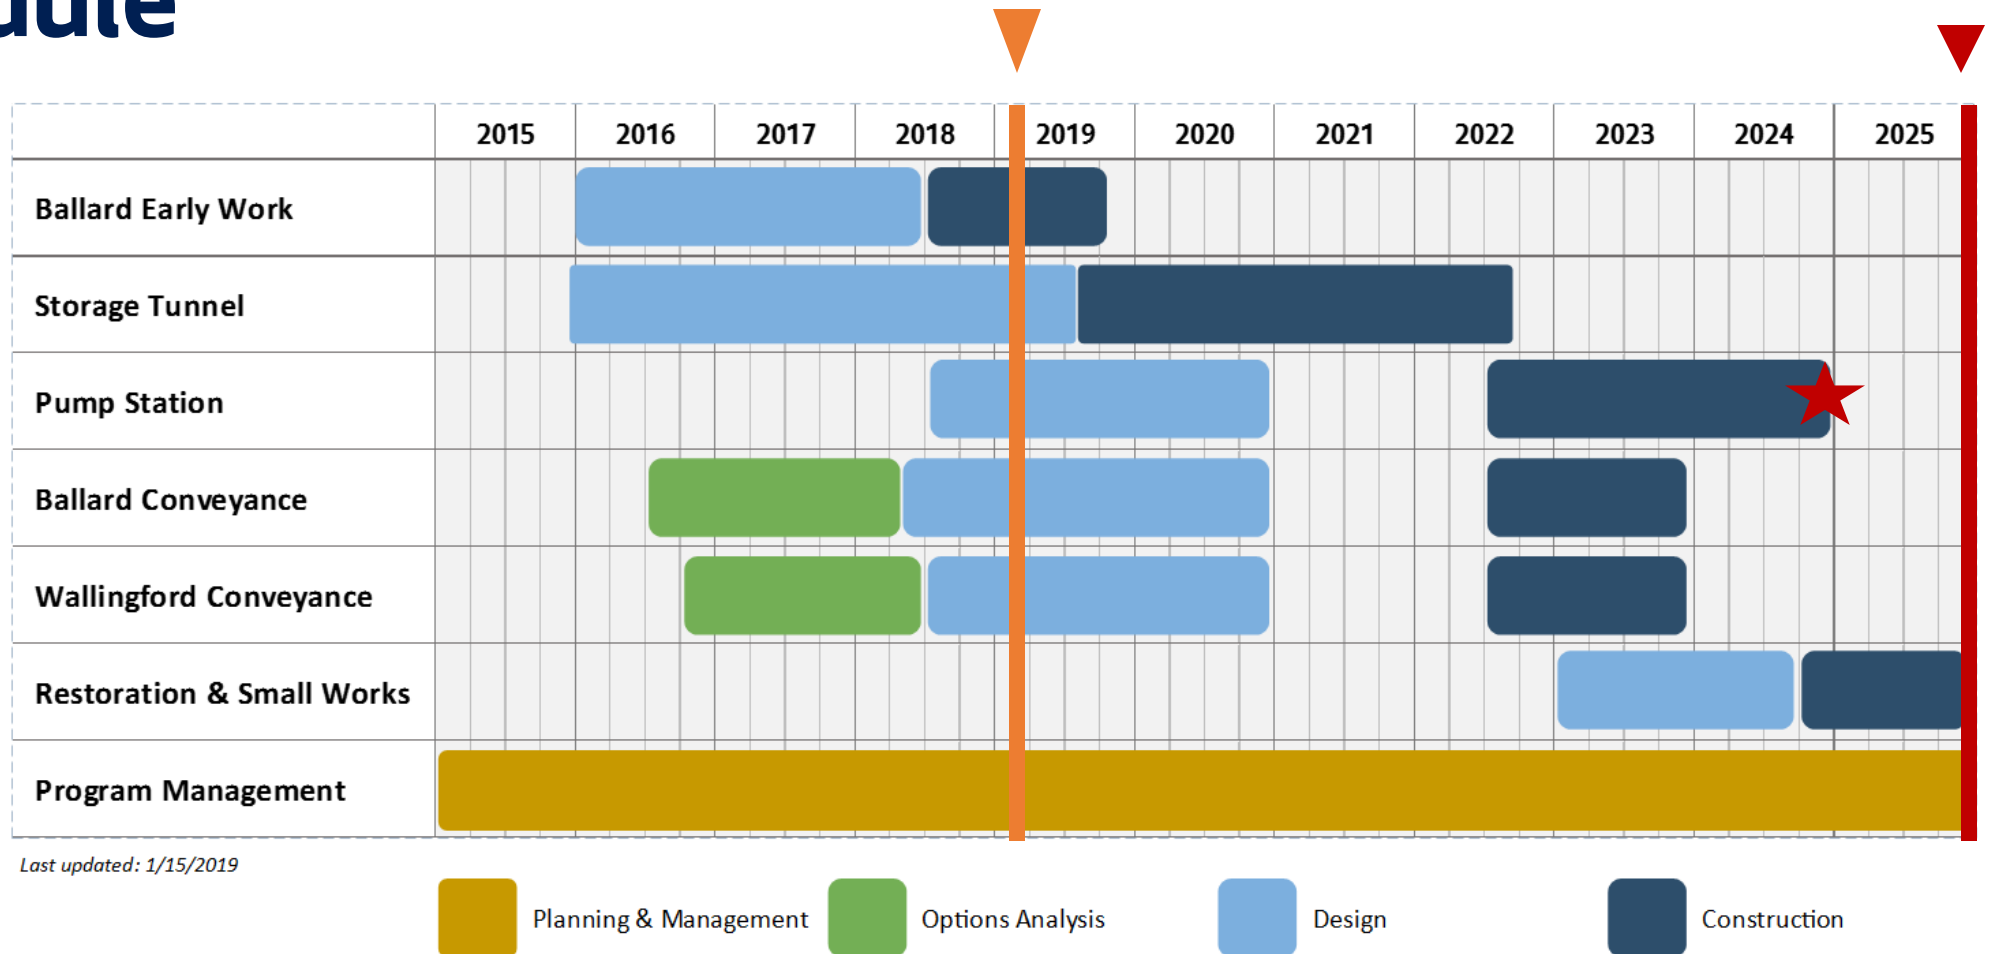 2015 2016 2017 2018 2019 2020 2021 2022 2023 2024 2025
Ballard Early Work
Storage Tunnel
Pump Station
Ballard Conveyance
Wallingford Conveyance
Restoration & Small Works
Program Management
Last updated: 1/15/2019
Planning & Management Options Analysis Design Construction